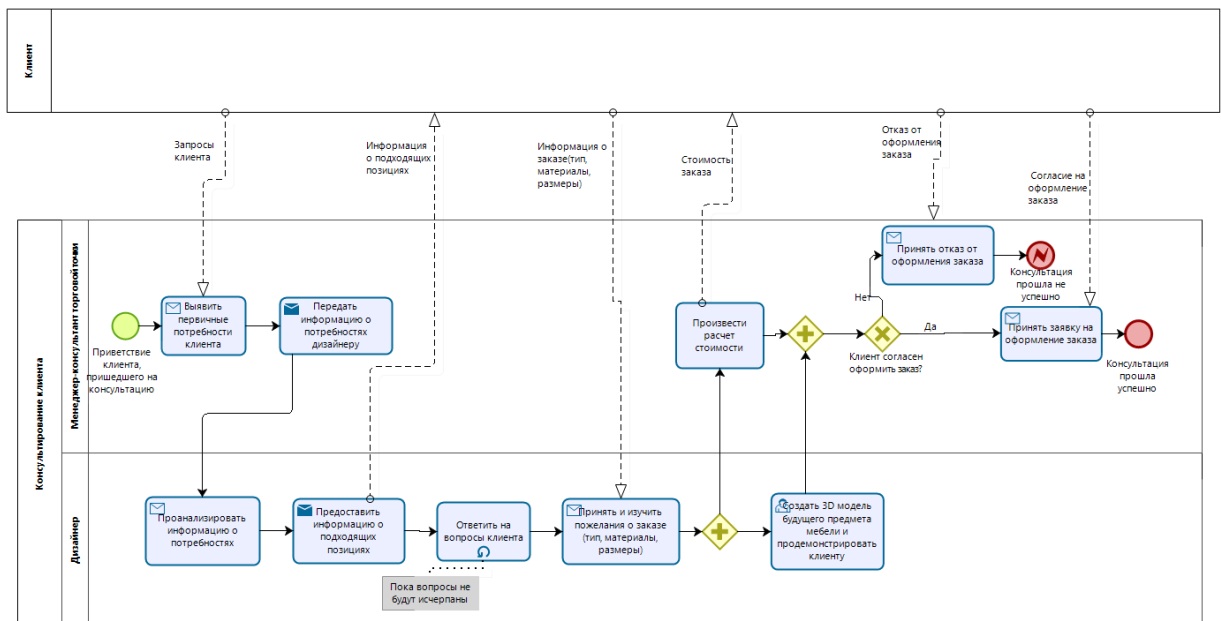 Клиент
Запросы
клиента
Информация
о подходящих
позициях
Информация о
заказе(тип,
материалы,
размеры)
Стоимость
заказа
Отказ от
оформления
заказа
Согласие на
оформление
заказа
Консультирование клиента
Менеджер-консультант торговой точки
Приветствие
клиента,
пришедшего на
консультацию
Выявить
первичные
потребности
клиента
Передать
информацию о
потребностях
дизайнеру
Произвести
расчет
стоимости
Клиент согласен
оформить заказ?
Нет
Да
Принять отказ от
оформления заказа
Консультация
прошла не
успешно
Принять заявку на
оформление заказа
Консультация
прошла
успешно
Дизайнер
Проанализировать
информацию о
потребностях
Предоставить
информацию о
подходящих
позициях
Ответить на
вопросы клиента
Пока вопросы не
будут исчерпаны
Принять и изучить
пожелания о заказе
(тип, материалы,
размеры)
Создать 3D модель
будущего предмета
мебели и
продемонстрировать
клиенту